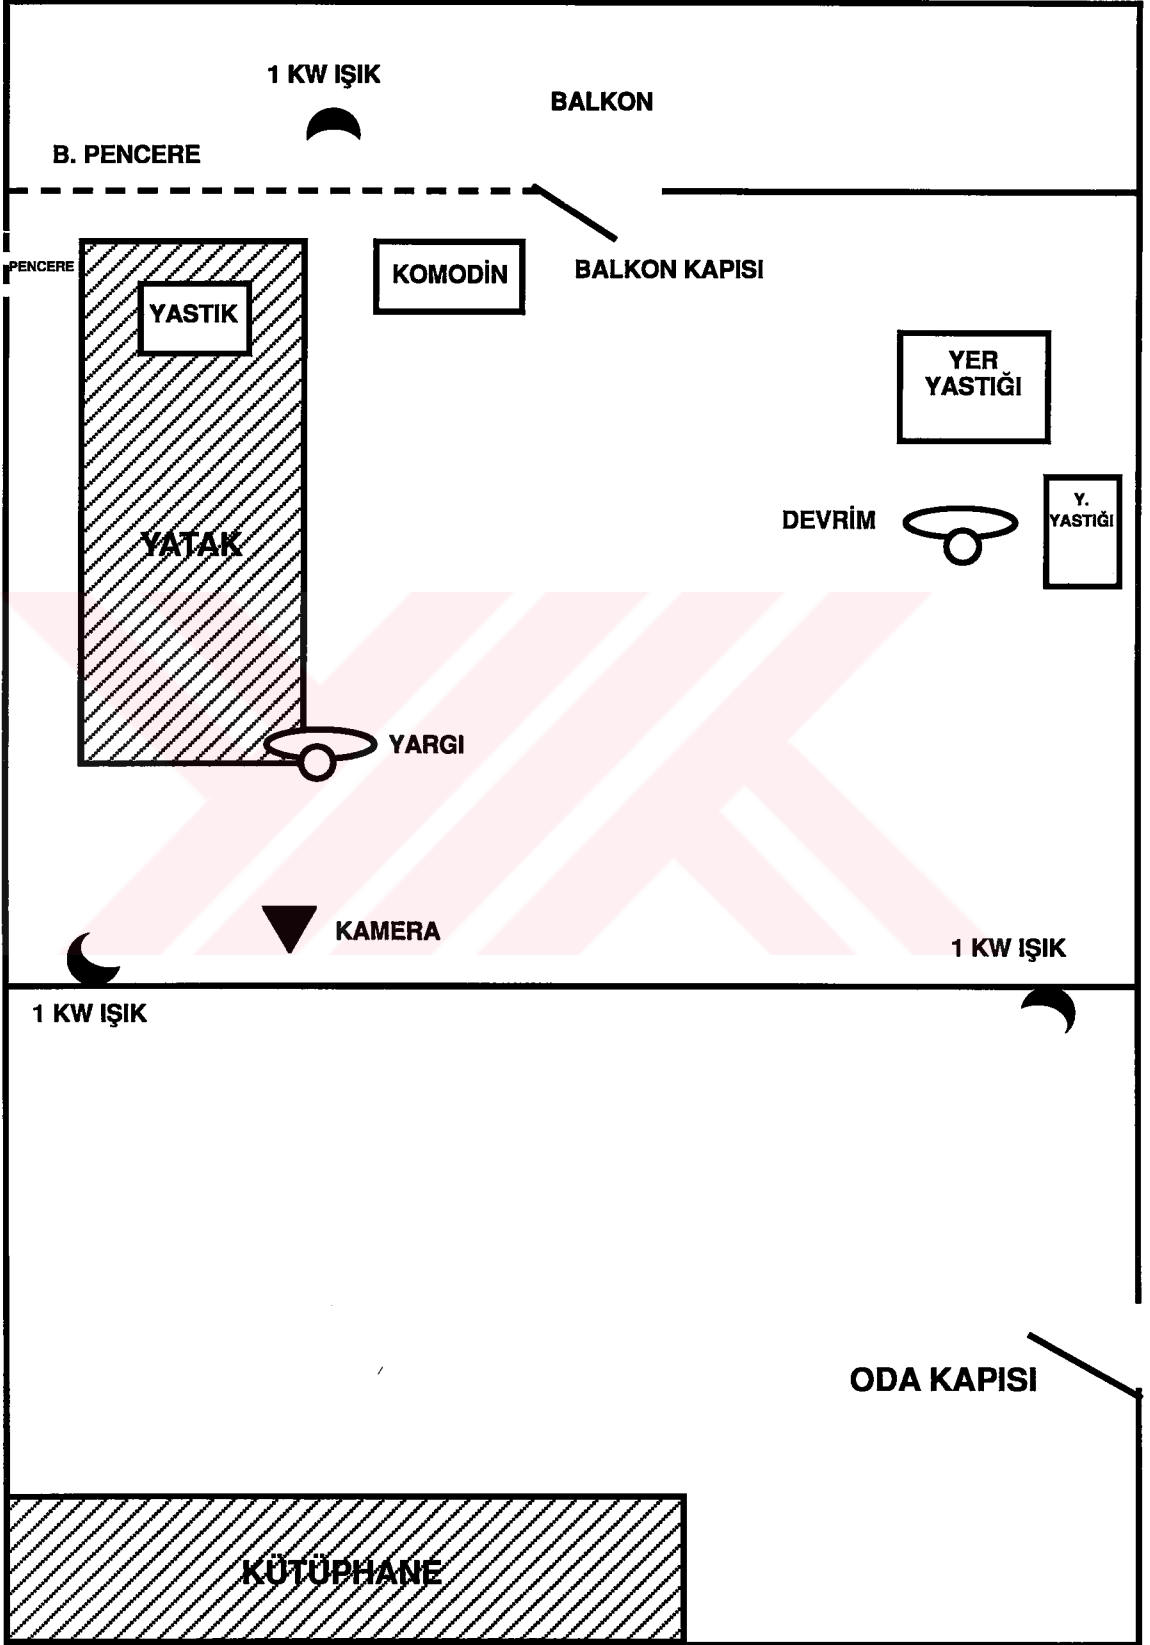 1 KW IŞIK
BALKON
B. PENCERE
PENCERE
KOMODİN
BALKON KAPISI
YASTIK
YER
YASTIĞI
Y.
YASTIĞI
DEVRİM
YATAK
YARGI
KAMERA
1 KW IŞIK
1 KW IŞIK
ODA KAPISI
KÜTÜPHANE